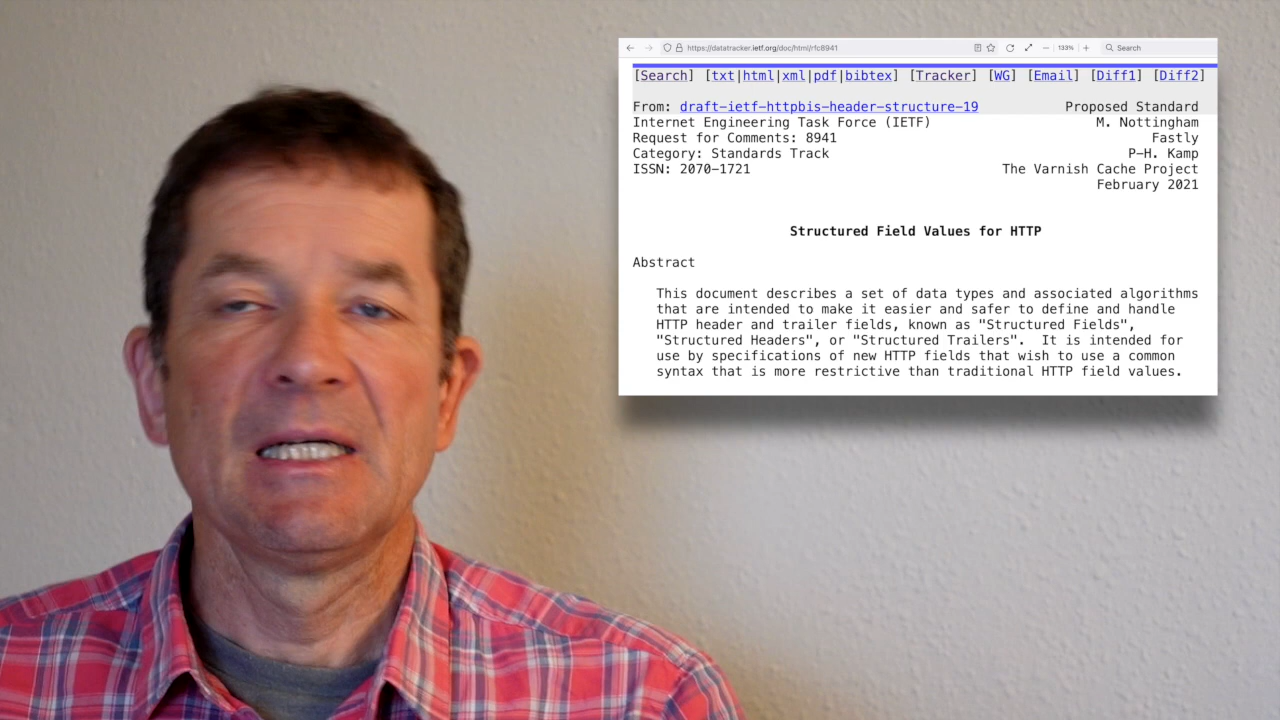 https://datatracker.ietf.org/doc/html/rfc8941 133% Search
[Search] [txt|html|xml|pdf|bibtex] [Tracker] [WG] [Email] [Diff1] [Diff2]
From: draft-ietf-httpbis-header-structure-19 Proposed Standard
Internet Engineering Task Force (IETF) M. Nottingham
Request for Comments: 8941 Fastly
Category: Standards Track P-H. Kamp
ISSN: 2070-1721 The Varnish Cache Project
February 2021
Structured Field Values for HTTP
Abstract
This document describes a set of data types and associated algorithms
that are intended to make it easier and safer to define and handle
HTTP header and trailer fields, known as "Structured Fields",
"Structured Headers", or "Structured Trailers". It is intended for
use by specifications of new HTTP fields that wish to use a common
syntax that is more restrictive than traditional HTTP field values.